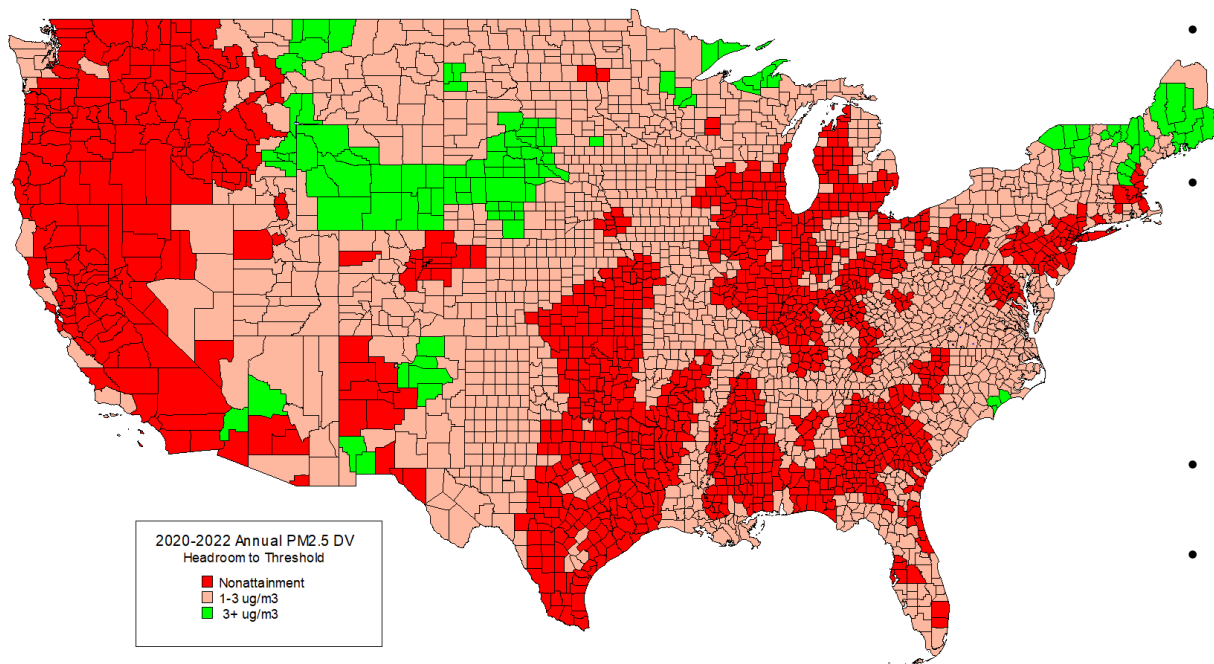 2020-2022 Annual PM2.5 DV
Headroom to Threshold
Nonattainment
1-3 ug/m3
3+ ug/m3